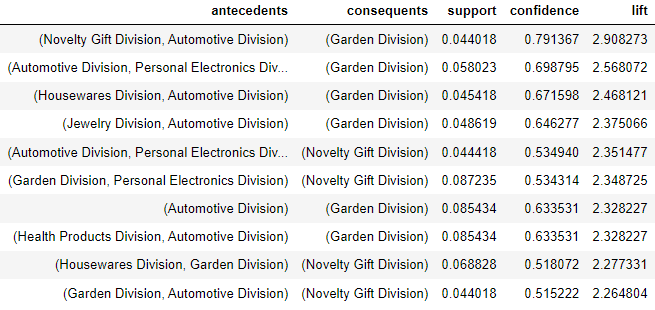 antecedents consequents support confidence lift
(Novelty Gift Division, Automotive Division) (Garden Division) 0.044018 0.791367 2.908273
(Automotive Division, Personal Electronics Div... (Garden Division) 0.058023 0.698795 2.568072
(Housewares Division, Automotive Division) (Garden Division) 0.045418 0.671598 2.468121
(Jewelry Division, Automotive Division) (Garden Division) 0.048619 0.646277 2.375066
(Automotive Division, Personal Electronics Div... (Novelty Gift Division) 0.044418 0.534940 2.351477
(Garden Division, Personal Electronics Division) (Novelty Gift Division) 0.087235 0.534314 2.348725
(Automotive Division) (Garden Division) 0.085434 0.633531 2.328227
(Health Products Division, Automotive Division) (Garden Division) 0.085434 0.633531 2.328227
(Housewares Division, Garden Division) (Novelty Gift Division) 0.068828 0.518072 2.277331
(Garden Division, Automotive Division) (Novelty Gift Division) 0.044018 0.515222 2.264804